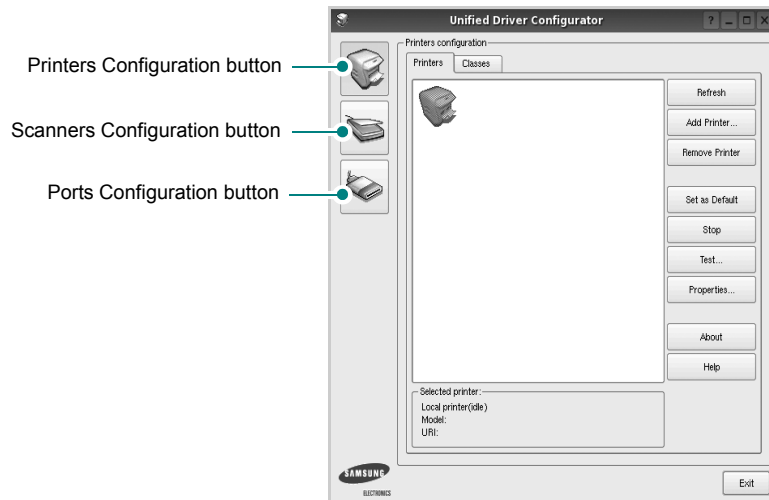 Unified Driver Configurator
Printers Configuration button
Scanners Configuration button
Ports Configuration button
Printers configuration
Printers
Classes
Refresh
Add Printer...
Remove Printer
Set as Default
Stop
Test...
Properties...
About
Help
Selected printer:
Local printer(idle)
Model:
URI:
SAMSUNG
ELECTRONICS
Exit